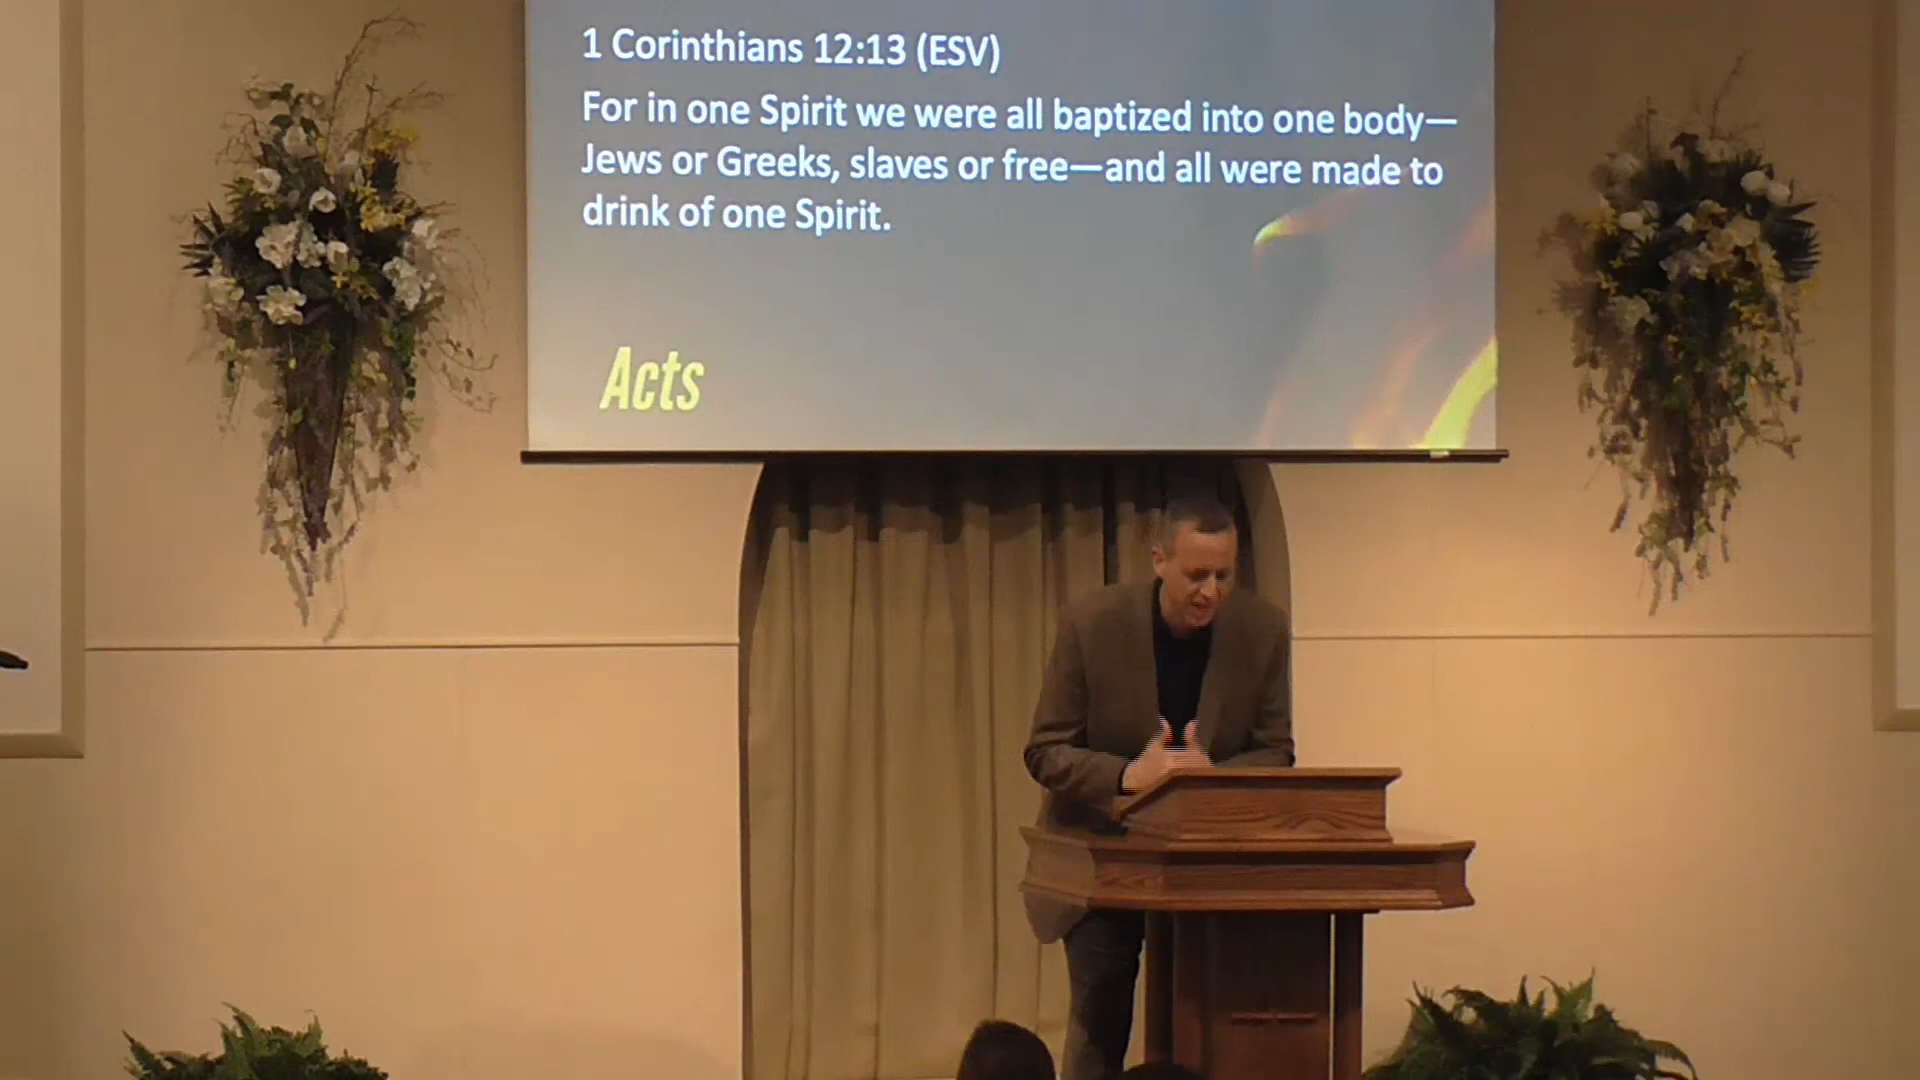 1 Corinthians 12:13 (ESV)
For in one Spirit we were all baptized into one body—
Jews or Greeks, slaves or free—and all were made to
drink of one Spirit.
Acts